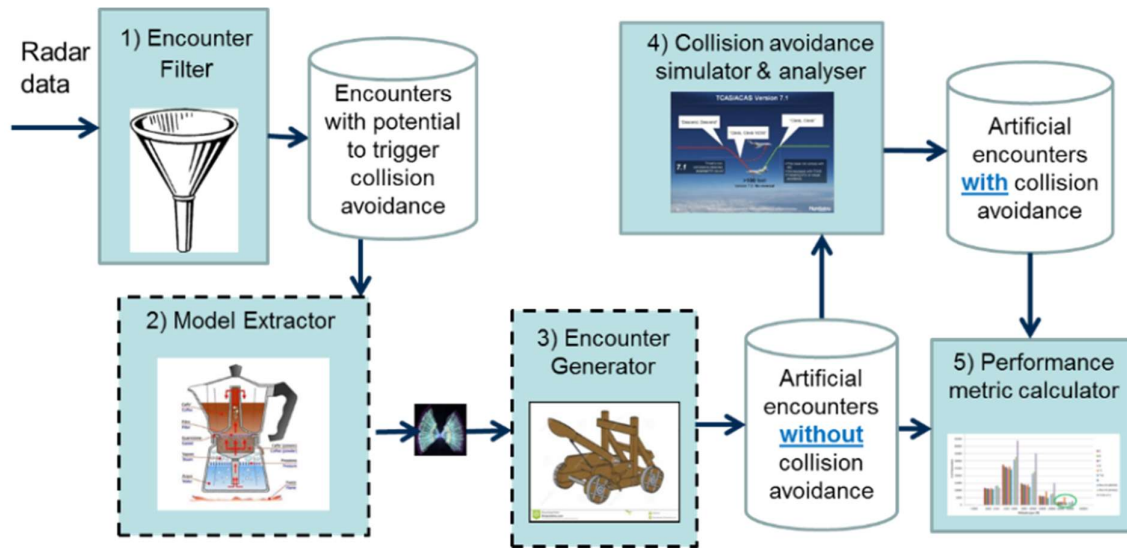 Radar
data
1) Encounter
Filter
Encounters
with potential
to trigger
collision
avoidance
2) Model Extractor
3) Encounter
Generator
Artificial
encounters
without
collision
avoidance
4) Collision avoidance
simulator & analyser
TCAS/ACAS Version 7.1
7.1
Artificial
encounters
with collision
avoidance
5) Performance
metric calculator